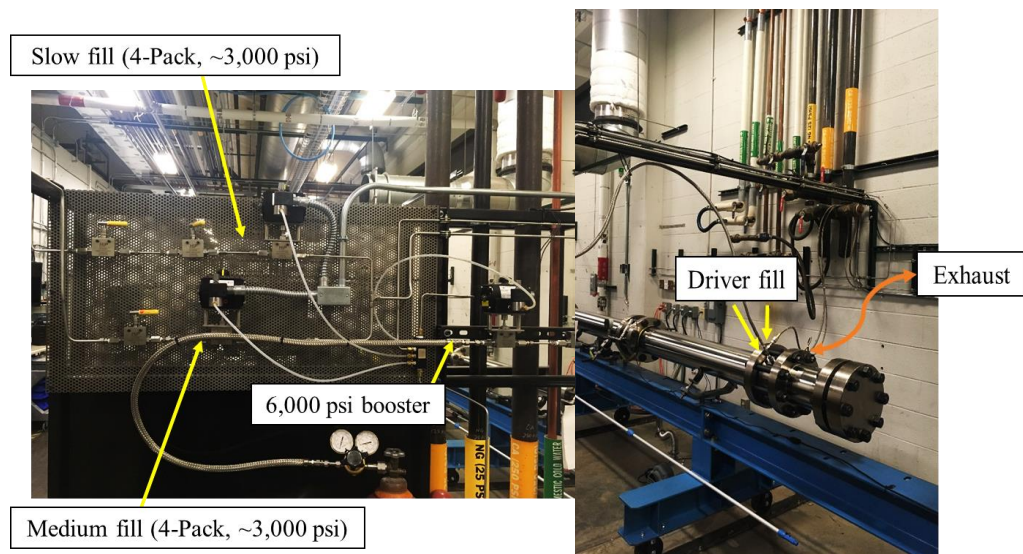 Slow fill (4-Pack, ~3,000 psi)
Driver fill
Exhaust
6,000 psi booster
Medium fill (4-Pack, ~3,000 psi)
NG (25 PS